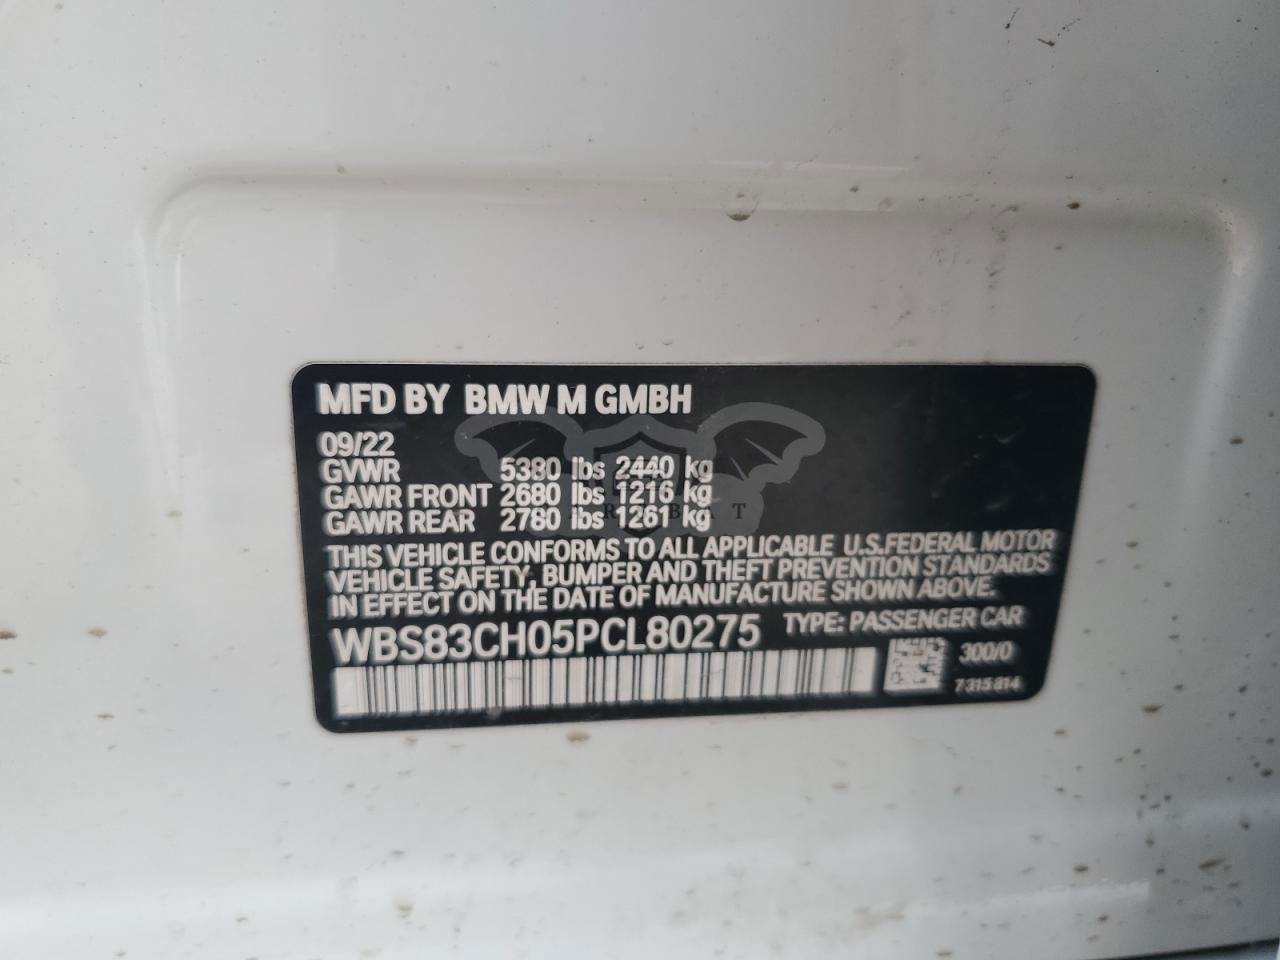 MFD BY BMW M GMBH
09/22
GVWR 5380 lbs 2440 kg
GAWR FRONT 2680 lbs 1216 kg
GAWR REAR 2780 lbs 1261 kg
THIS VEHICLE CONFORMS TO ALL APPLICABLE U.S.FEDERAL MOTOR
VEHICLE SAFETY, BUMPER AND THEFT PREVENTION STANDARDS
IN EFFECT ON THE DATE OF MANUFACTURE SHOWN ABOVE.
WBS83CH05PCL80275 TYPE: PASSENGER CAR
300/0
7315814